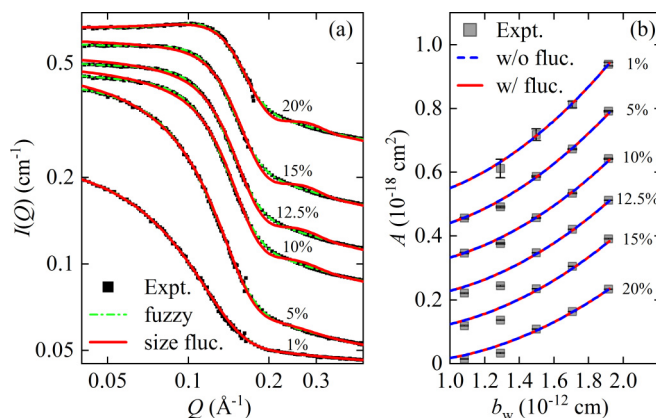 (a)
0.5
0.2
0.1
0.05
I(Q) (cm⁻¹)
20%
15%
12.5%
10%
5%
1%
Expt.
fuzzy
size fluc.
0.05 0.1 0.2 0.3
Q (Å⁻¹)
(b)
1.0
0.8
0.6
0.4
0.2
0
A (10⁻¹⁸ cm²)
Expt.
w/o fluc.
w/ fluc.
1%
5%
10%
12.5%
15%
20%
1.0 1.2 1.4 1.6 1.8 2.0
b_w (10⁻¹² cm)